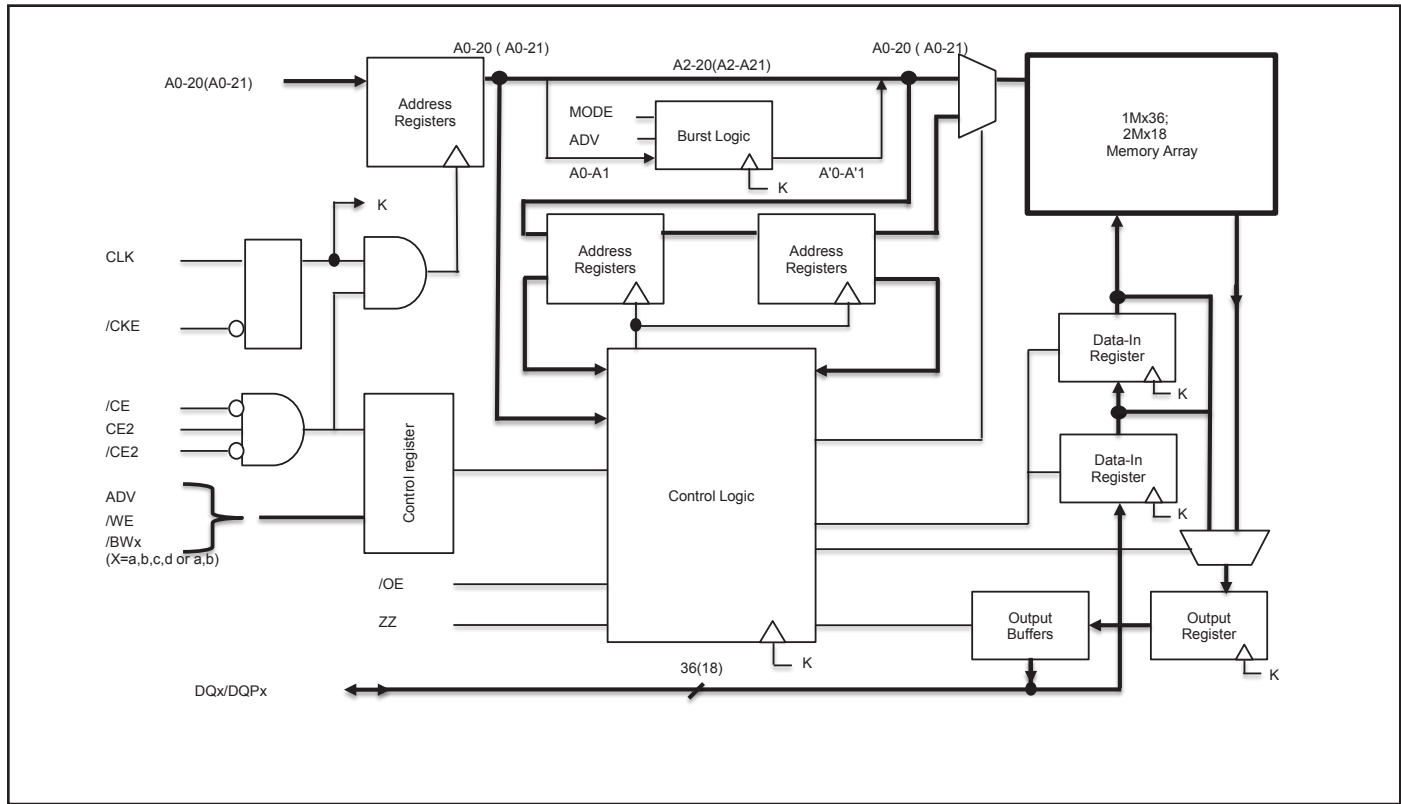 A0-20 ( A0-21)
A2-20(A2-A21)
A0-20 ( A0-21)
A0-20(A0-21)
Address
Registers
MODE
ADV
A0-A1
Burst Logic
A'0-A'1
K
1Mx36;
2Mx18
Memory Array
K
CLK
/CKE
Address
Registers
Address
Registers
Data-In
Register
K
/CE
CE2
/CE2
Control register
Control Logic
Data-In
Register
K
ADV
/WE
/BWx
(X=a,b,c,d or a,b)
/OE
ZZ
K
Output
Buffers
Output
Register
K
36(18)
DQx/DQPx